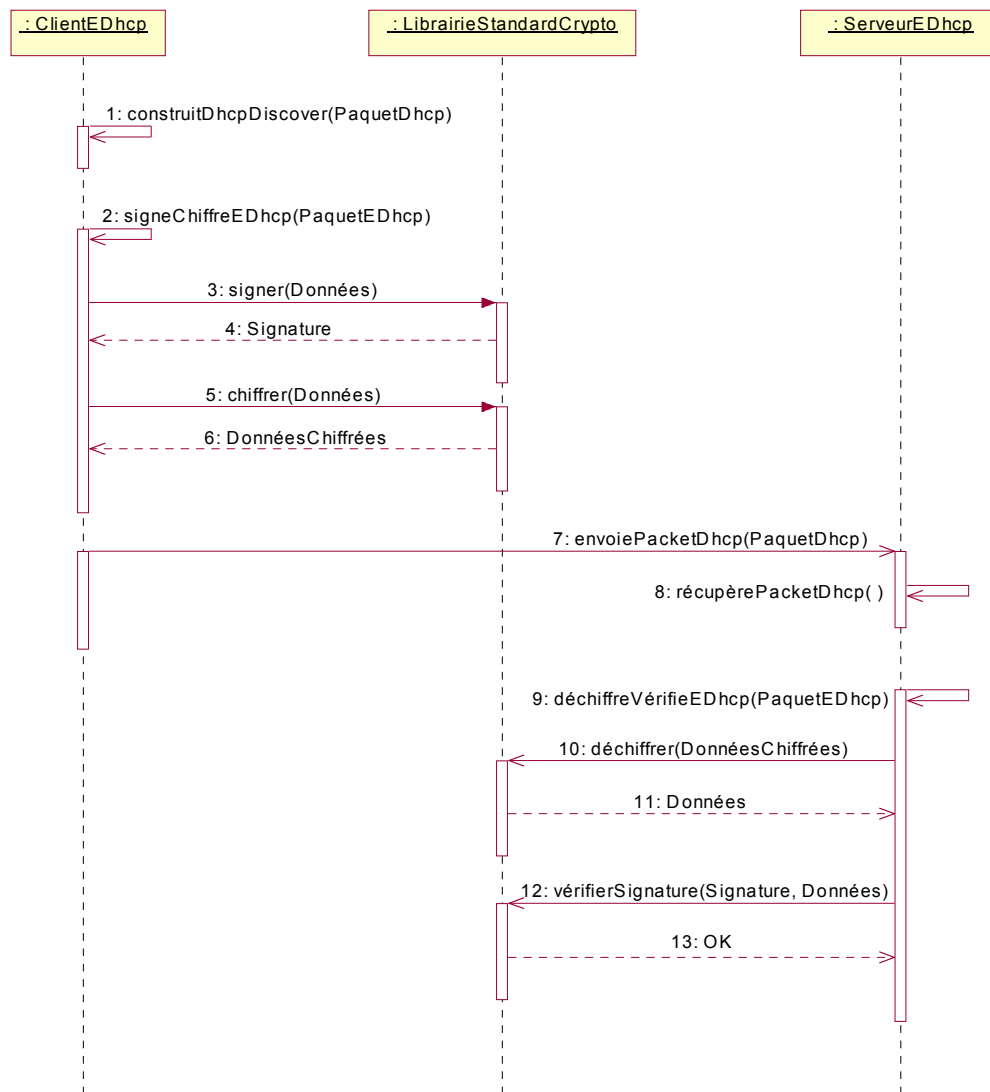 : ClientEDhcp
: LibrairieStandardCrypto
: ServeurEDhcp
1: construitDhcpDiscover(PaquetDhcp)
2: signeChiffreEDhcp(PaquetEDhcp)
3: signer(Données)
4: Signature
5: chiffrer(Données)
6: DonnéesChiffrées
7: envoiePacketDhcp(PaquetDhcp)
8: récupèrePacketDhcp( )
9: déchiffreVérifieEDhcp(PaquetEDhcp)
10: déchiffrer(DonnéesChiffrées)
11: Données
12: vérifierSignature(Signature, Données)
13: OK